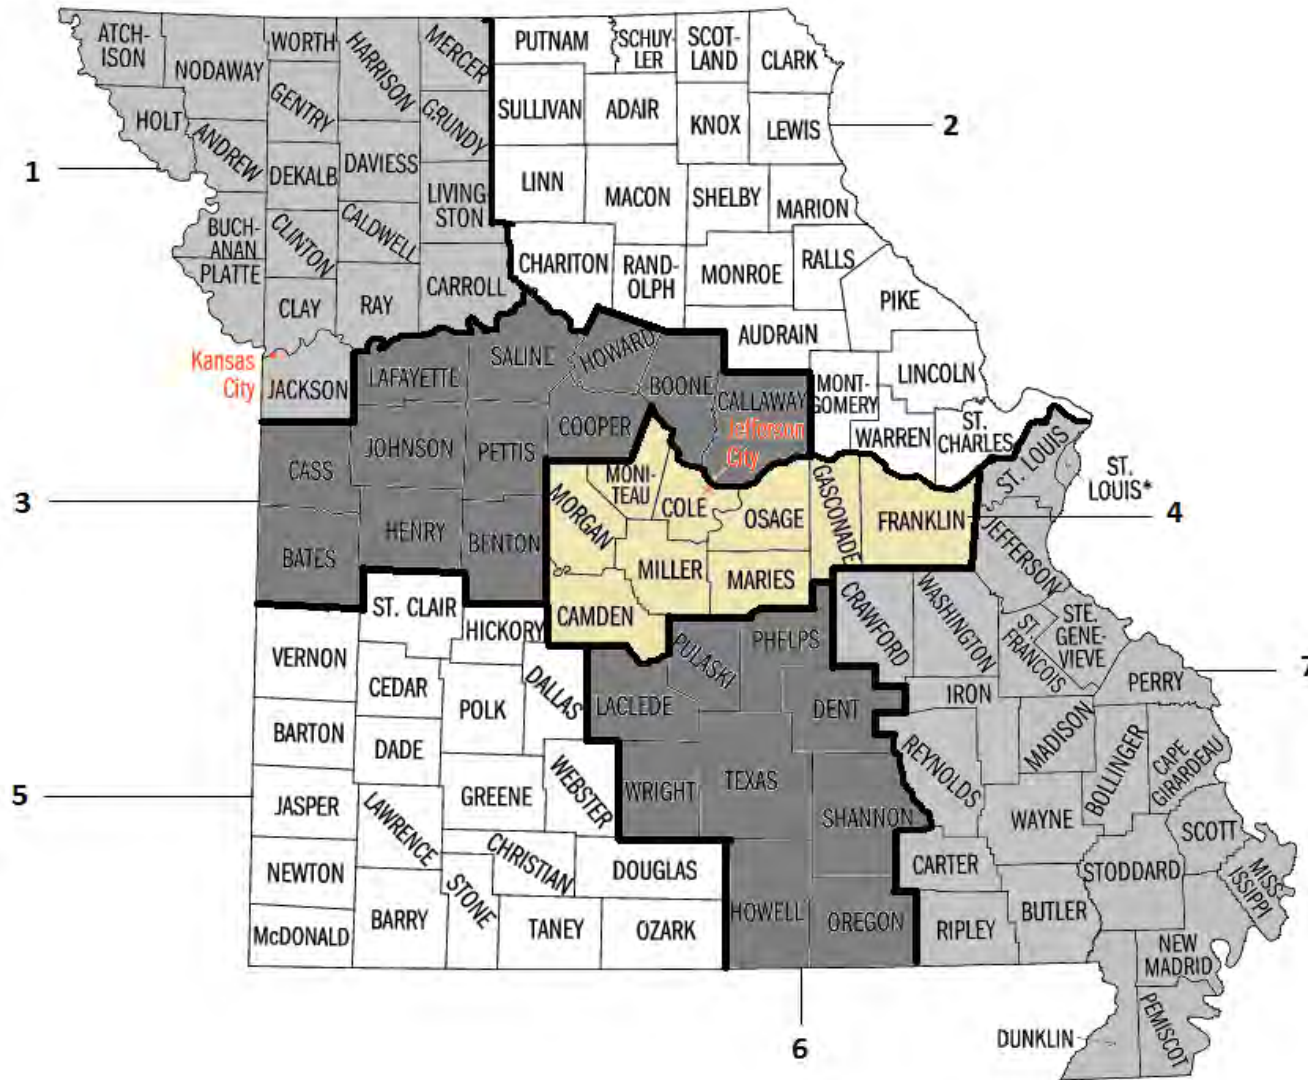 ATCH-
ISON
NODAWAY
WORTH
HARRISON
MERCER
PUTNAM
SCHUY-
LER
SCOT-
LAND
CLARK
HOLT
ANDREW
GENTRY
GRUNDY
SULLIVAN
ADAIR
KNOX
LEWIS
2
1
DEKALB
DAVIESS
LIVING
STON
LINN
MACON
SHELBY
MARION
BUCH-
ANAN
PLATTE
CLINTON
CALDWELL
CLAY
RAY
CARROLL
CHARITON
RAND-
OLPH
MONROE
RALLS
PIKE
AUDRAIN
Kansas
City
JACKSON
LAFAYETTE
SALINE
HOWARD
BOONE
CALLAWAY
MONT-
GOMERY
LINCOLN
WARREN
ST.
CHARLES
COOPER
Jefferson
City
CASS
JOHNSON
PETTIS
MONI-
TEAU
COLE
OSAGE
GASCONADE
FRANKLIN
ST. LOUIS
ST.
LOUIS*
3
4
MORGAN
BATES
HENRY
BENTON
MILLER
MARIES
JEFFERSON
CAMDEN
ST. CLAIR
HICKORY
VERNON
CEDAR
POLK
DALLAS
LACLEDE
PULASKI
PHELPS
CRAWFORD
WASHINGTON
ST.
FRANCOIS
STE.
GENE-
VIEVE
PERRY
7
DENT
IRON
BARTON
DADE
REYNOLDS
MADISON
BOLLINGER
CAPE
GIRARDEAU
5
JASPER
LAWRENCE
GREENE
WEBSTER
WRIGHT
TEXAS
SHANNON
WAYNE
SCOTT
NEWTON
CHRISTIAN
DOUGLAS
CARTER
STODDARD
MISS-
ISSIPPI
McDONALD
BARRY
STONE
TANEY
OZARK
HOWELL
OREGON
RIPLEY
BUTLER
NEW
MADRID
DUNKLIN
PEMISCOT
6